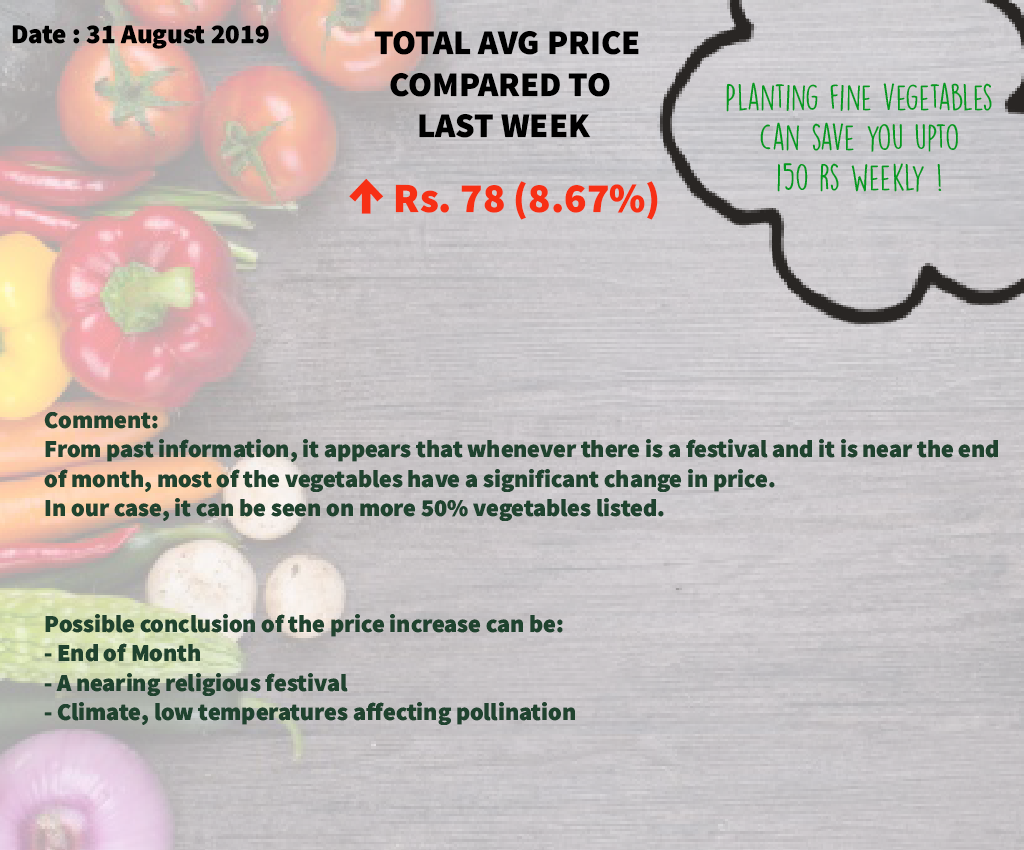 Date : 31 August 2019
TOTAL AVG PRICE
COMPARED TO
LAST WEEK
↑ Rs. 78 (8.67%)
PLANTING FINE VEGETABLES
CAN SAVE YOU UPTO
150 RS WEEKLY !
Comment:
From past information, it appears that whenever there is a festival and it is near the end
of month, most of the vegetables have a significant change in price.
In our case, it can be seen on more 50% vegetables listed.
Possible conclusion of the price increase can be:
- End of Month
- A nearing religious festival
- Climate, low temperatures affecting pollination